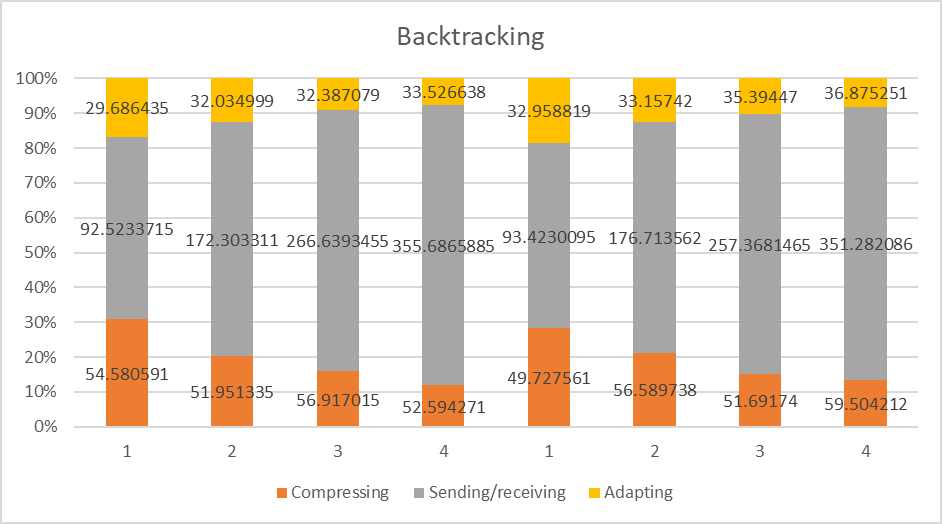 Backtracking
100%
90%
80%
70%
60%
50%
40%
30%
20%
10%
0%
29.686435 32.034999 32.387079 33.526638 32.958819 33.15742 35.39447 36.875251
92.5233715 172.303311 266.6393455 355.6865885 93.4230095 176.713562 257.3681465 351.282086
54.580591 51.951335 56.917015 52.594271 49.727561 56.589738 51.69174 59.504212
1 2 3 4 1 2 3 4
Compressing Sending/receiving Adapting